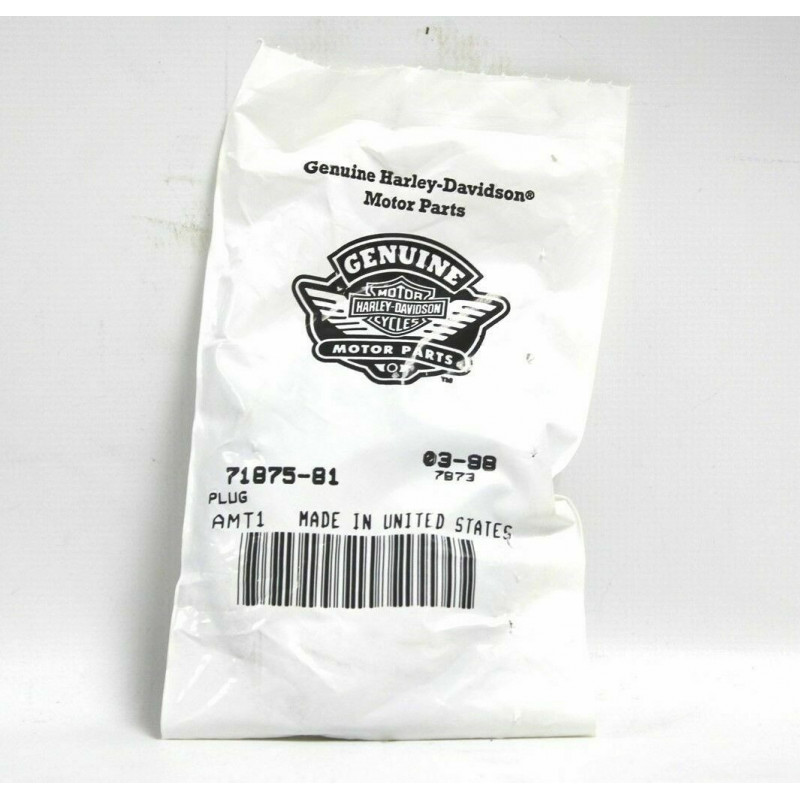 Genuine Harley-Davidson®
Motor Parts
GENUINE
MOTOR
HARLEY-DAVIDSON
CYCLES
MOTOR PARTS
TM
71875-81
03-98
7873
PLUG
AMT1 MADE IN UNITED STATES